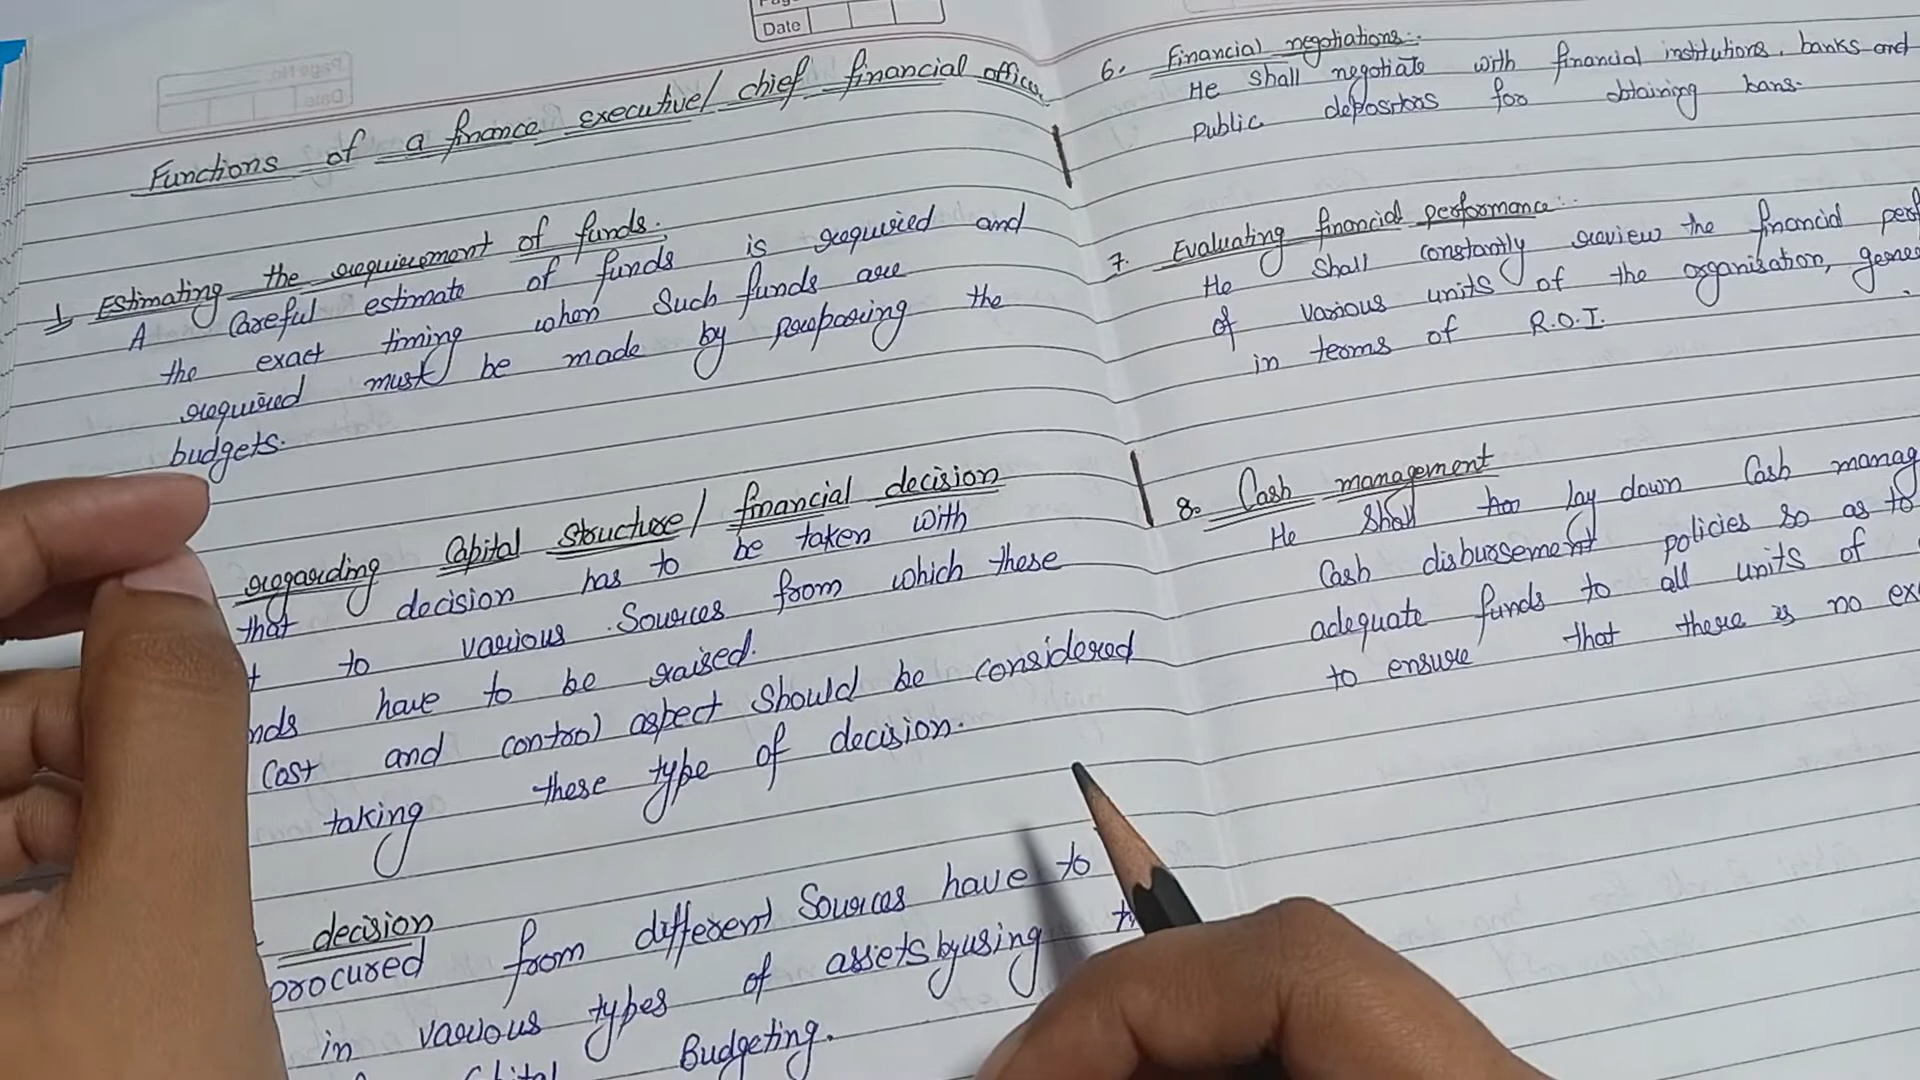 Date
Functions of a finance executive/ chief financial officer
1 Estimating the requirement of funds.
A Careful estimate of funds is required and
the exact timing when Such funds are
required must be made by preparing the
budgets.
regarding Capital Structure/ financial decision
that decision has to be taken with
to various Sources from which these
nds have to be raised.
Cost and control aspect Should be considered
taking these type of decision.
decision
procured from different Sources have to
in various types of assets by using
Budgeting.
6. Financial negotiations:-
He shall negotiate with financial institutions, banks and
Public depositors for obtaining loans.
7. Evaluating financial performance:-
He Shall constantly review the financial perf
of various units of the organisation, gene
in terms of R.O.I.
8. Cash management
He Shall lay down Cash manag
Cash disbursement policies so as to
adequate funds to all units of
to ensure that there is no ex